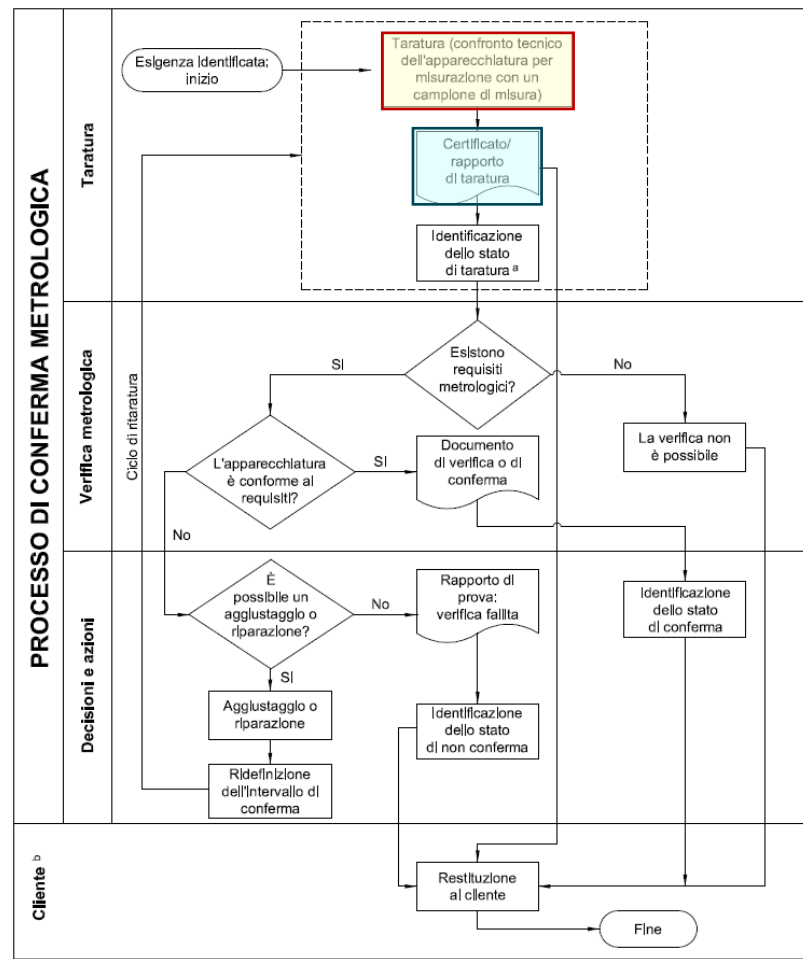 PROCESSO DI CONFERMA METROLOGICA
Taratura
Esigenza identificata:
inizio
Taratura (confronto tecnico
dell'apparecchiatura per
misurazione con un
campione di misura)
Certificato/
rapporto
di taratura
Identificazione
dello stato
di taratura a
Ciclo di ritaratura
Verifica metrologica
Esistono
requisiti
metrologici?
SI
No
L'apparecchiatura
è conforme ai
requisiti?
SI
Documento
di verifica o di
conferma
La verifica non
è possibile
No
Decisioni e azioni
È
possibile un
aggiustaggio o
riparazione?
No
Rapporto di
prova:
verifica fallita
Identificazione
dello stato
di conferma
SI
Aggiustaggio o
riparazione
Identificazione
dello stato
di non conferma
Ridefinizione
dell'intervallo di
conferma
Cliente b
Restituzione
al cliente
Fine